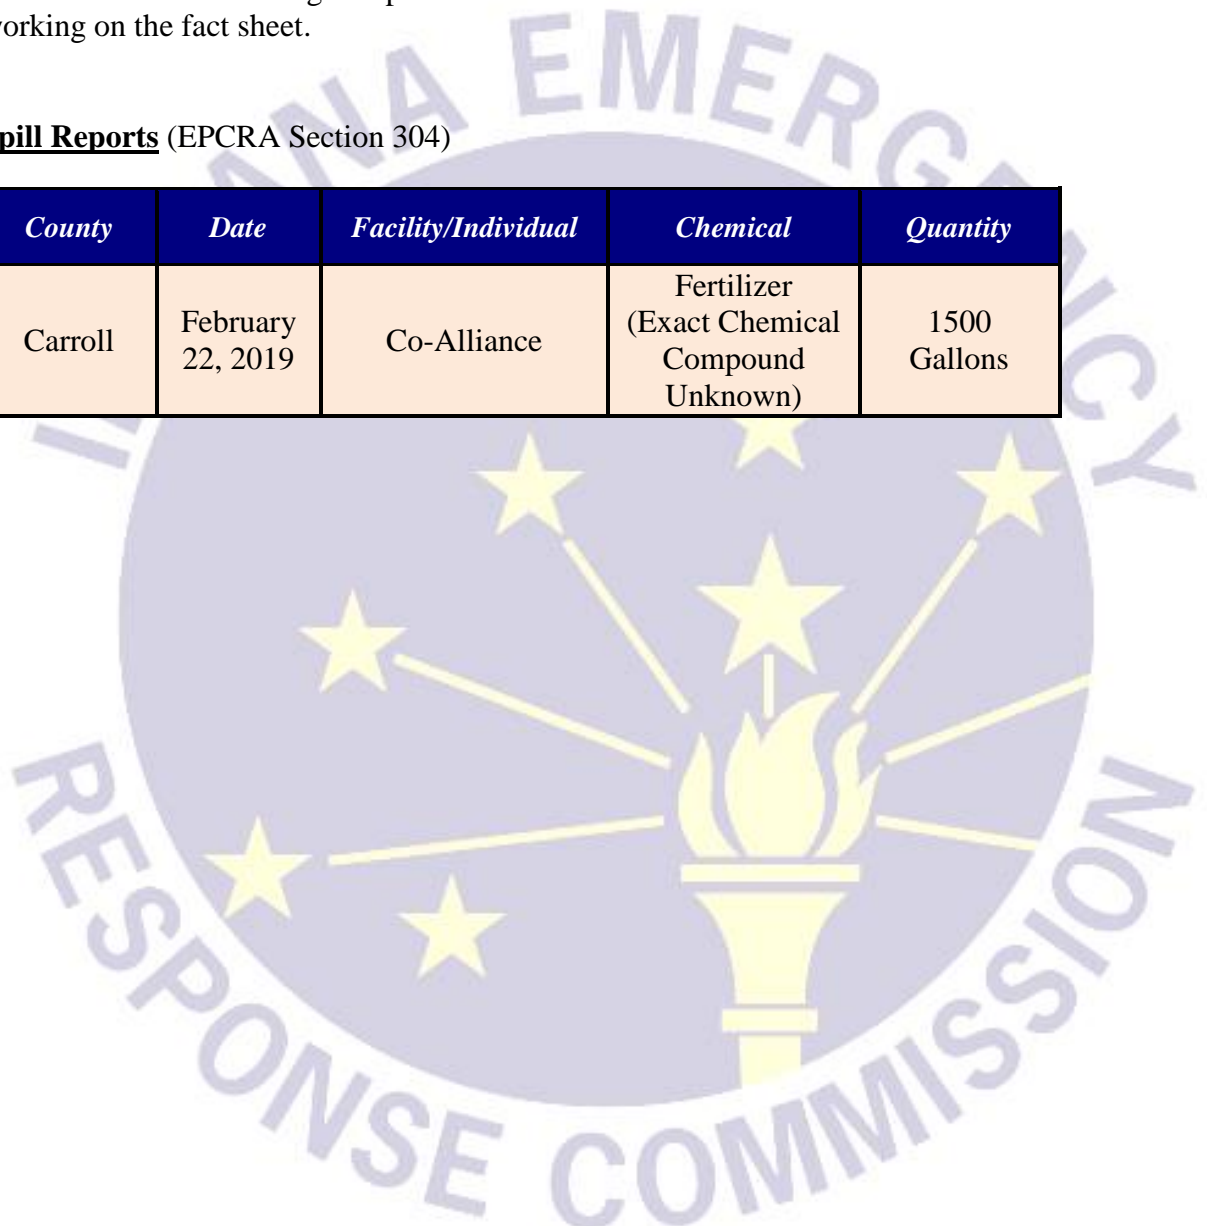 working on the fact sheet.
pill Reports (EPCRA Section 304)
County Date Facility/Individual Chemical Quantity
Carroll February 22, 2019 Co-Alliance Fertilizer (Exact Chemical Compound Unknown) 1500 Gallons
ANA EMERGENCY
RESPONSE COMMISSION